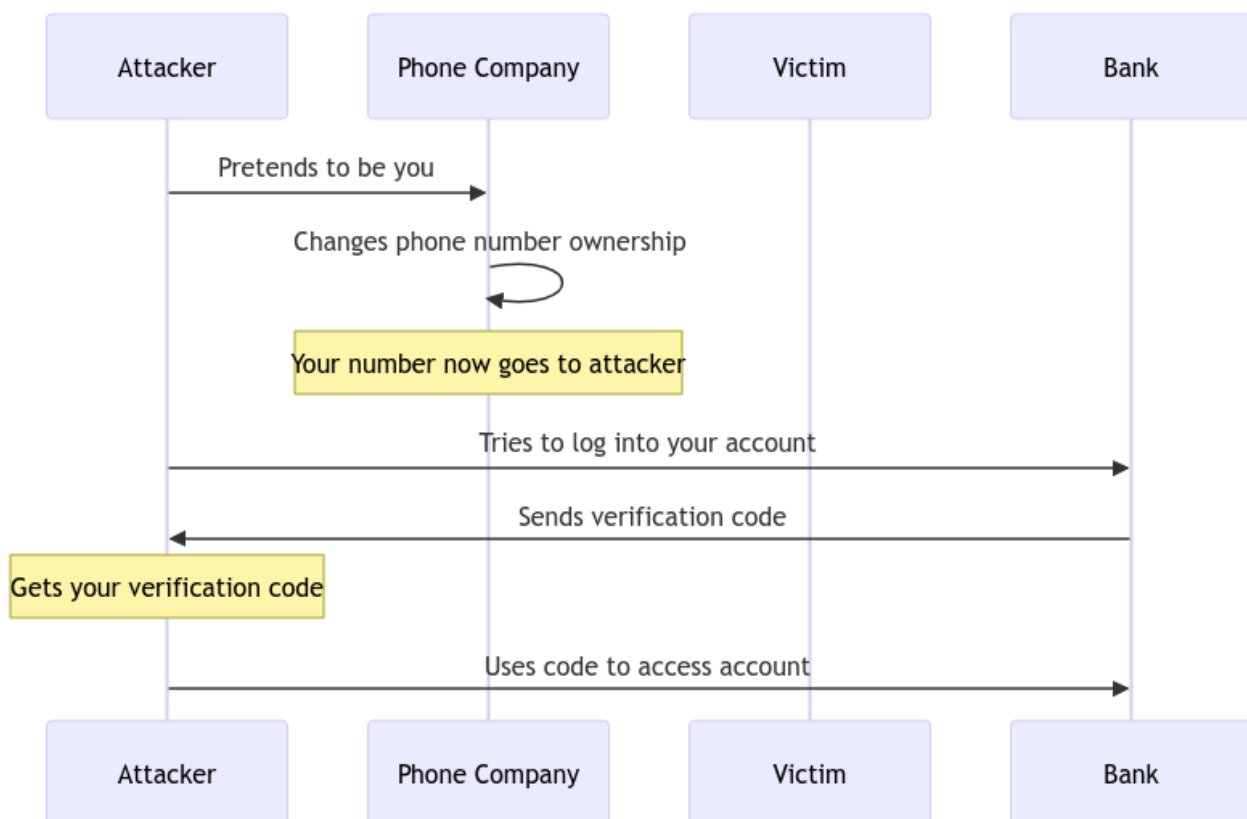 Attacker
Phone Company
Victim
Bank
Pretends to be you
Changes phone number ownership
Your number now goes to attacker
Tries to log into your account
Sends verification code
Gets your verification code
Uses code to access account
Attacker
Phone Company
Victim
Bank